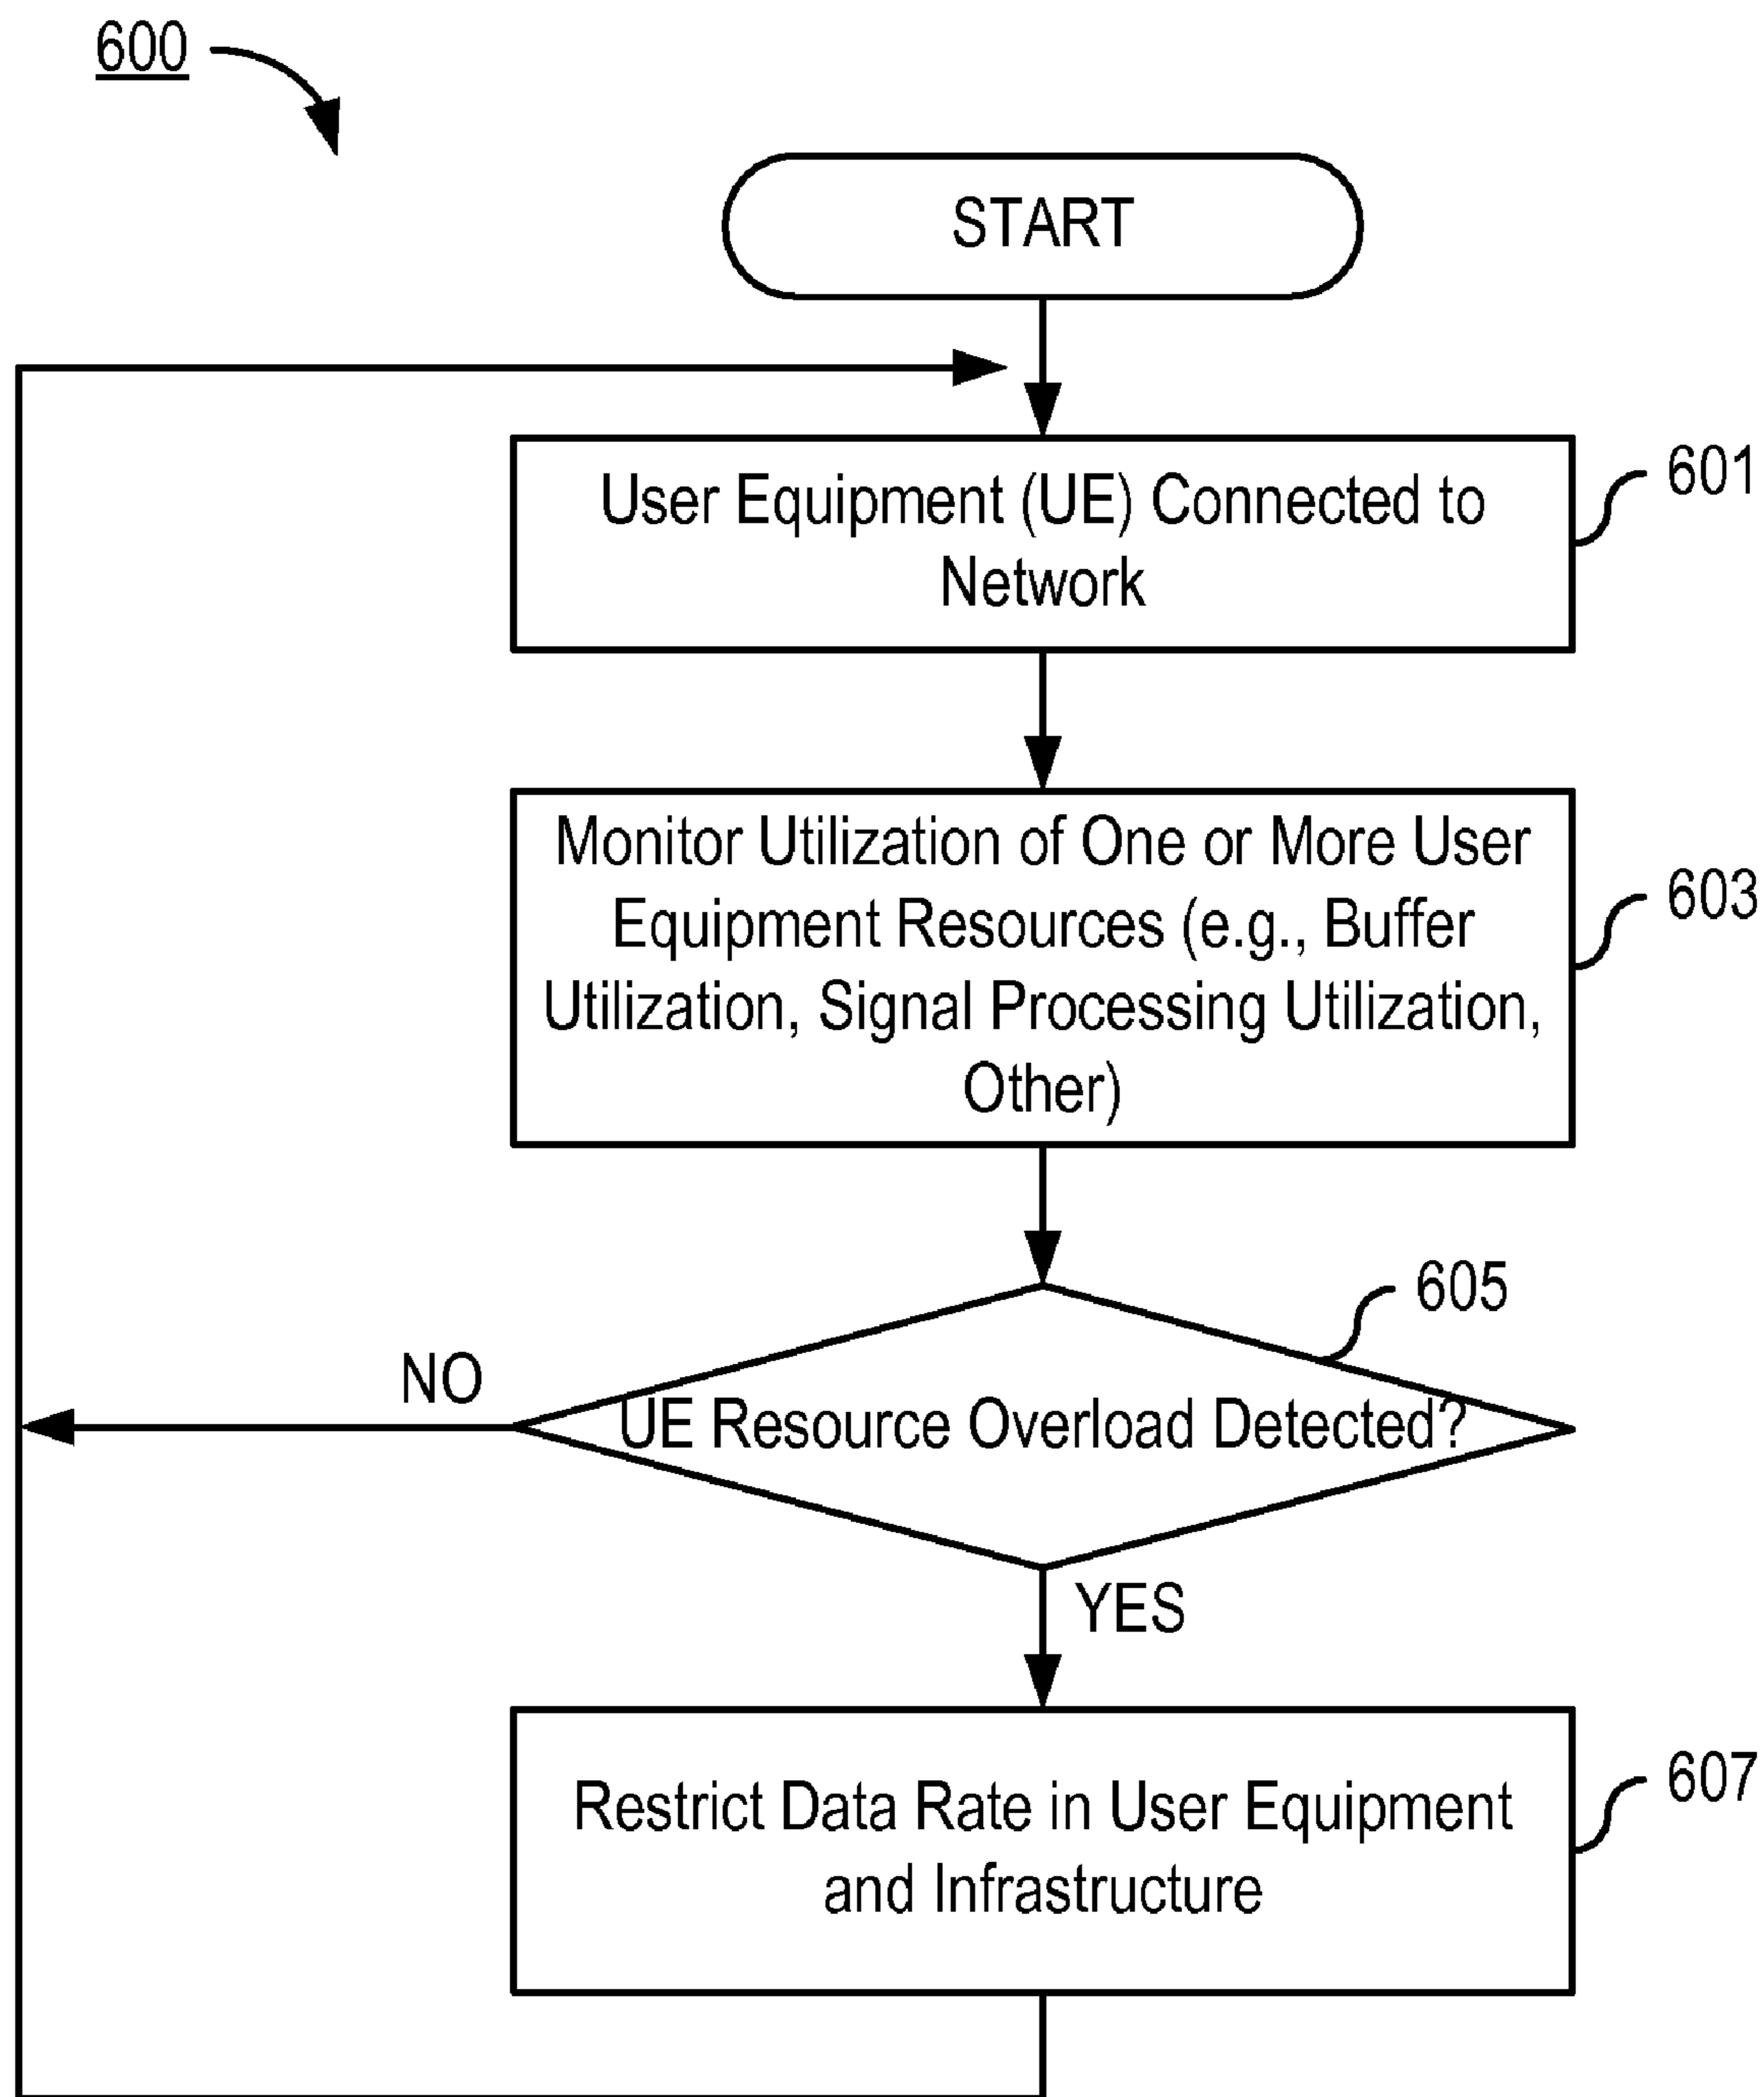 600
START
User Equipment (UE) Connected to
Network
601
Monitor Utilization of One or More User
Equipment Resources (e.g., Buffer
Utilization, Signal Processing Utilization,
Other)
603
605
NO
UE Resource Overload Detected?
YES
Restrict Data Rate in User Equipment
and Infrastructure
607